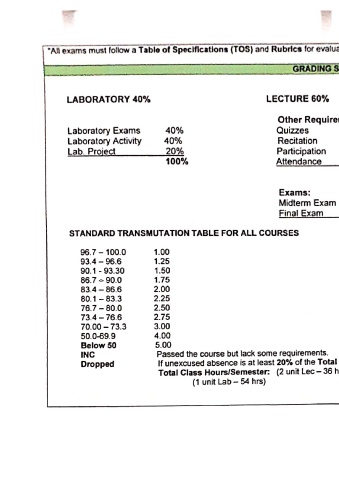 "All exams must follow a Table of Specifications (TOS) and Rubrics for evalua
GRADING S
LABORATORY 40%
Laboratory Exams 40%
Laboratory Activity 40%
Lab. Project 20%
100%
LECTURE 60%
Other Require
Quizzes
Recitation
Participation
Attendance
Exams:
Midterm Exam
Final Exam
STANDARD TRANSMUTATION TABLE FOR ALL COURSES
96.7 – 100.0 1.00
93.4 – 96.6 1.25
90.1 - 93.30 1.50
86.7 – 90.0 1.75
83.4 – 86.6 2.00
80.1 – 83.3 2.25
76.7 – 80.0 2.50
73.4 – 76.6 2.75
70.00 – 73.3 3.00
50.0-69.9 4.00
Below 50 5.00
INC Passed the course but lack some requirements.
Dropped If unexcused absence is at least 20% of the Total
Total Class Hours/Semester: (2 unit Lec – 36 h
(1 unit Lab – 54 hrs)